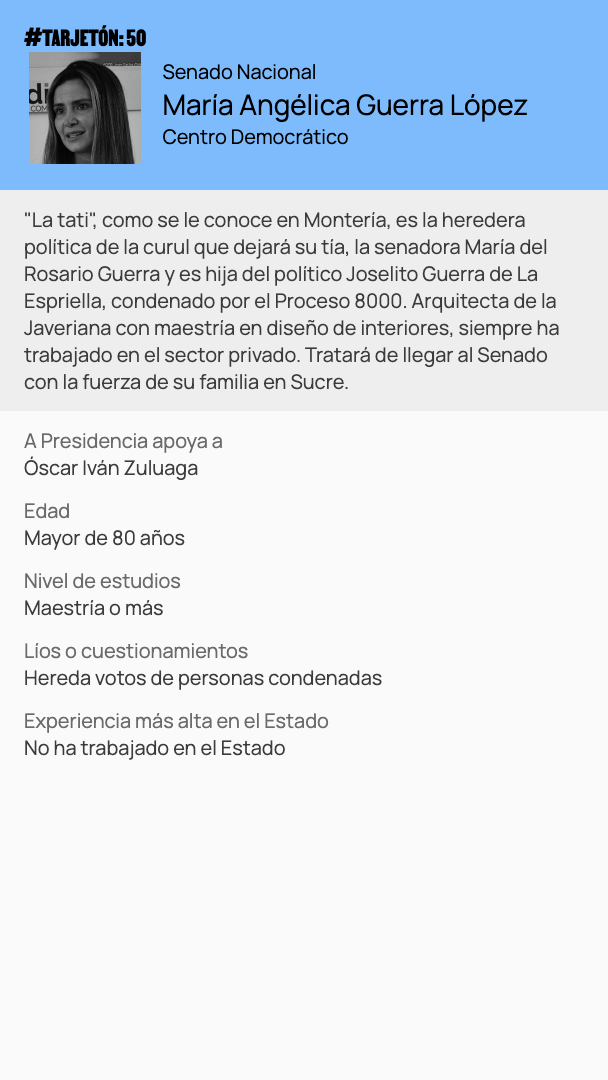 #TARJETÓN: 50
di
COM
Senado Nacional
María Angélica Guerra López
Centro Democrático
"La tati", como se le conoce en Montería, es la heredera
política de la curul que dejará su tía, la senadora María del
Rosario Guerra y es hija del político Joselito Guerra de La
Espriella, condenado por el Proceso 8000. Arquitecta de la
Javeriana con maestría en diseño de interiores, siempre ha
trabajado en el sector privado. Tratará de llegar al Senado
con la fuerza de su familia en Sucre.
A Presidencia apoya a
Óscar Iván Zuluaga
Edad
Mayor de 80 años
Nivel de estudios
Maestría o más
Líos o cuestionamientos
Hereda votos de personas condenadas
Experiencia más alta en el Estado
No ha trabajado en el Estado